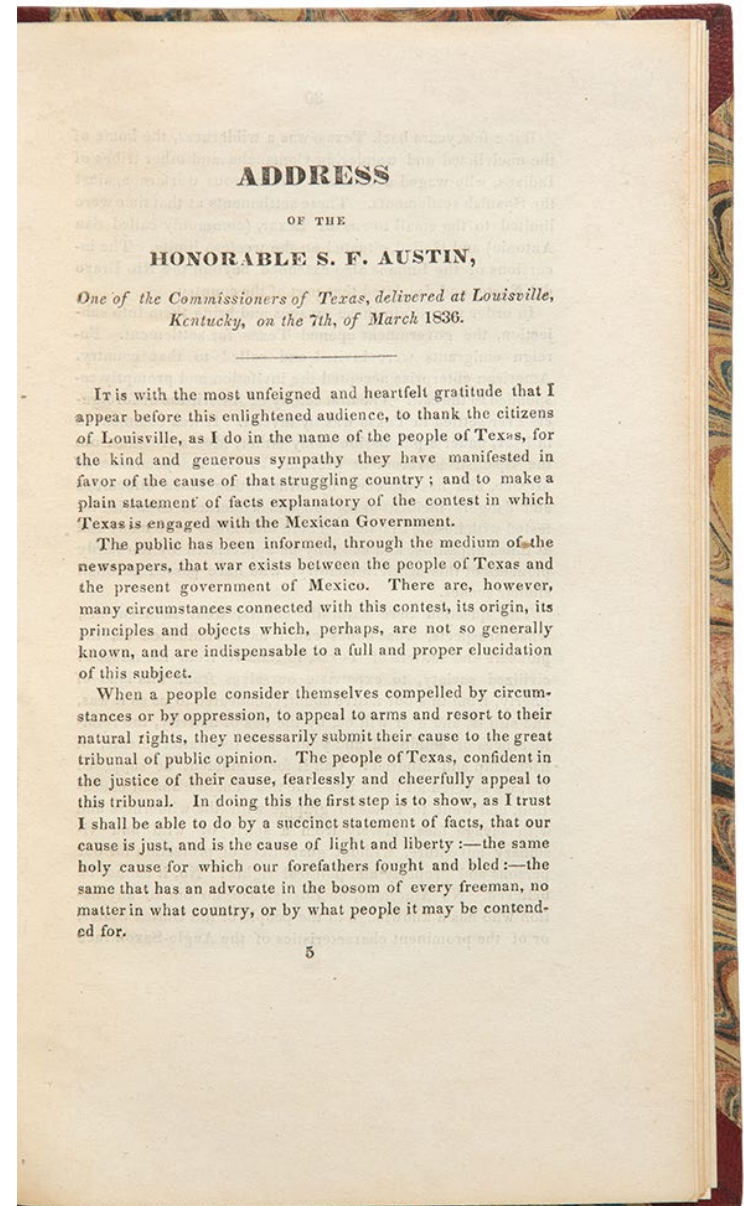 ADDRESS
OF THE
HONORABLE S. F. AUSTIN,
One of the Commissioners of Texas, delivered at Louisville,
Kentucky, on the 7th, of March 1836.
It is with the most unfeigned and heartfelt gratitude that I
appear before this enlightened audience, to thank the citizens
of Louisville, as I do in the name of the people of Texas, for
the kind and generous sympathy they have manifested in
favor of the cause of that struggling country ; and to make a
plain statement of facts explanatory of the contest in which
Texas is engaged with the Mexican Government.
The public has been informed, through the medium of the
newspapers, that war exists between the people of Texas and
the present government of Mexico. There are, however,
many circumstances connected with this contest, its origin, its
principles and objects which, perhaps, are not so generally
known, and are indispensable to a full and proper elucidation
of this subject.
When a people consider themselves compelled by circum-
stances or by oppression, to appeal to arms and resort to their
natural rights, they necessarily submit their cause to the great
tribunal of public opinion. The people of Texas, confident in
the justice of their cause, fearlessly and cheerfully appeal to
this tribunal. In doing this the first step is to show, as I trust
I shall be able to do by a succinct statement of facts, that our
cause is just, and is the cause of light and liberty :—the same
holy cause for which our forefathers fought and bled :—the
same that has an advocate in the bosom of every freeman, no
matter in what country, or by what people it may be contend-
ed for.
5